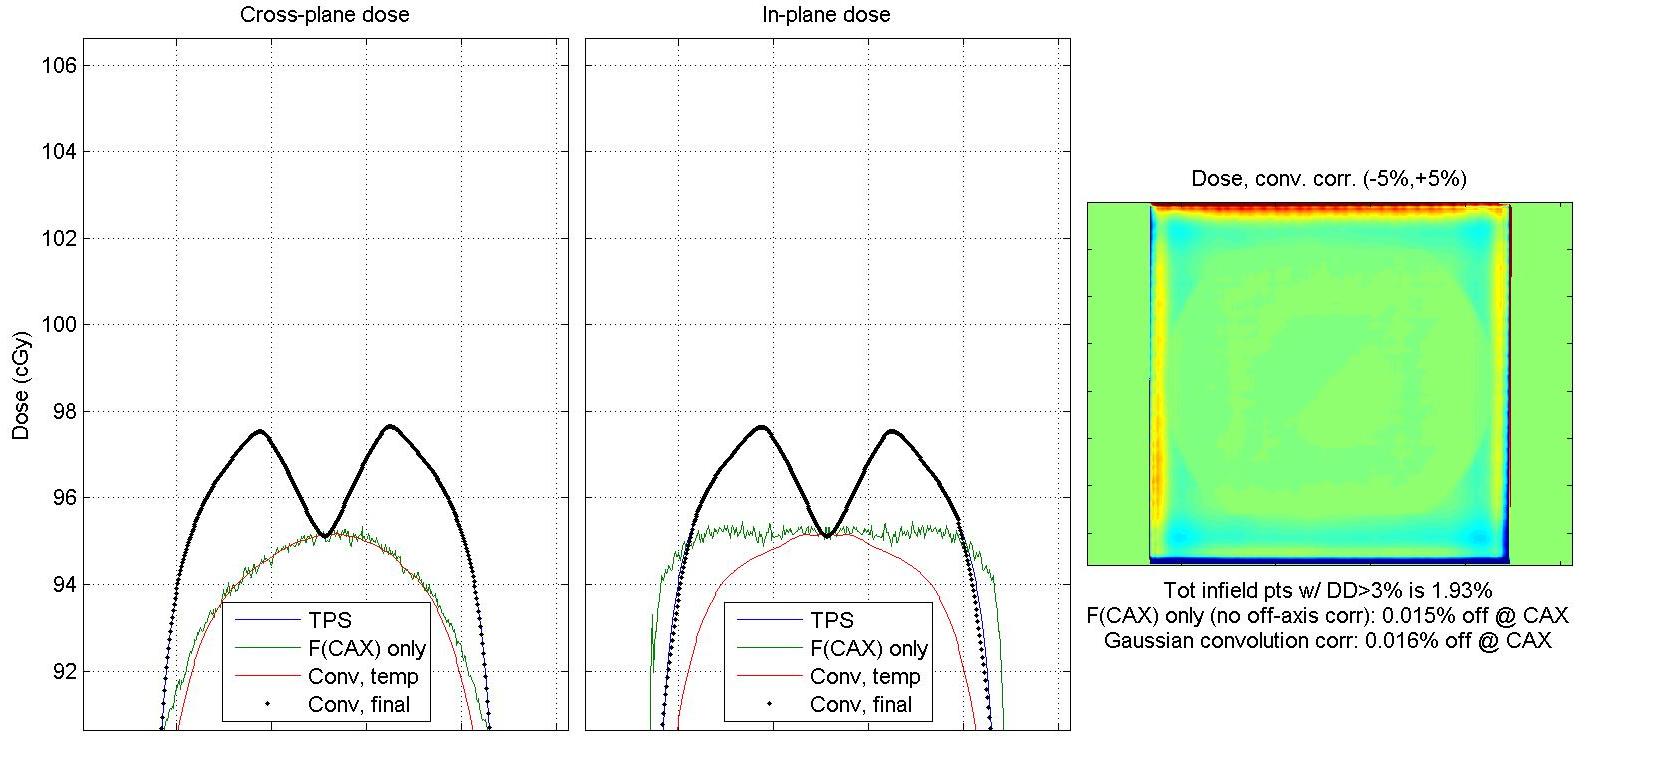 Cross-plane dose
In-plane dose
106
104
102
100
98
96
94
92
Dose (cGy)
TPS
F(CAX) only
Conv, temp
Conv, final
TPS
F(CAX) only
Conv, temp
Conv, final
Dose, conv. corr. (-5%,+5%)
Tot infield pts w/ DD>3% is 1.93%
F(CAX) only (no off-axis corr): 0.015% off @ CAX
Gaussian convolution corr: 0.016% off @ CAX